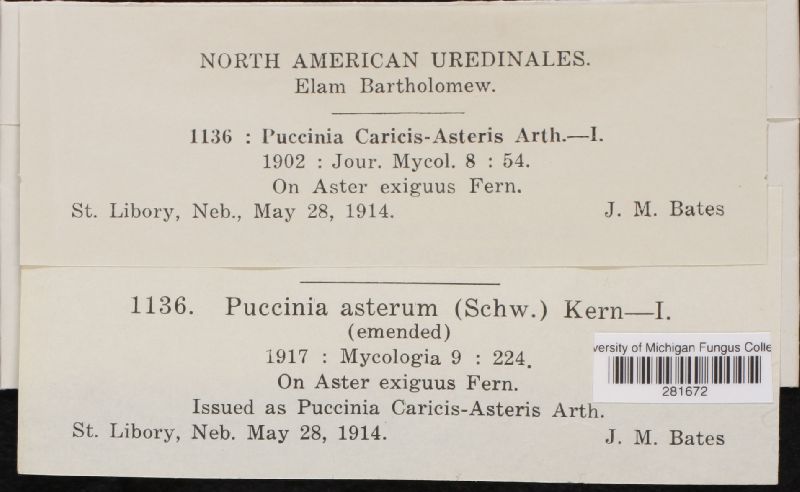 NORTH AMERICAN UREDINALES.
Elam Bartholomew.
1136 : Puccinia Caricis-Asteris Arth.—I.
1902 : Jour. Mycol. 8 : 54.
On Aster exiguus Fern.
St. Libory, Neb., May 28, 1914. J. M. Bates
1136. Puccinia asterum (Schw.) Kern—I.
(emended)
1917 : Mycologia 9 : 224.
On Aster exiguus Fern.
Issued as Puccinia Caricis-Asteris Arth.
St. Libory, Neb. May 28, 1914. J. M. Bates
versity of Michigan Fungus Colle
281672